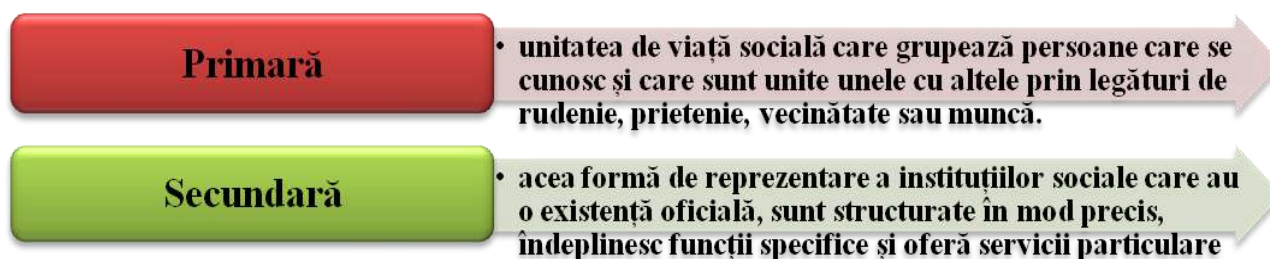 Primară
• unitatea de viață socială care grupează persoane care se
cunosc și care sunt unite unele cu altele prin legături de
rudenie, prietenie, vecinătate sau muncă.
Secundară
• acea formă de reprezentare a instituțiilor sociale care au
o existență oficială, sunt structurate în mod precis,
îndeplinesc funcții specifice și oferă servicii particulare